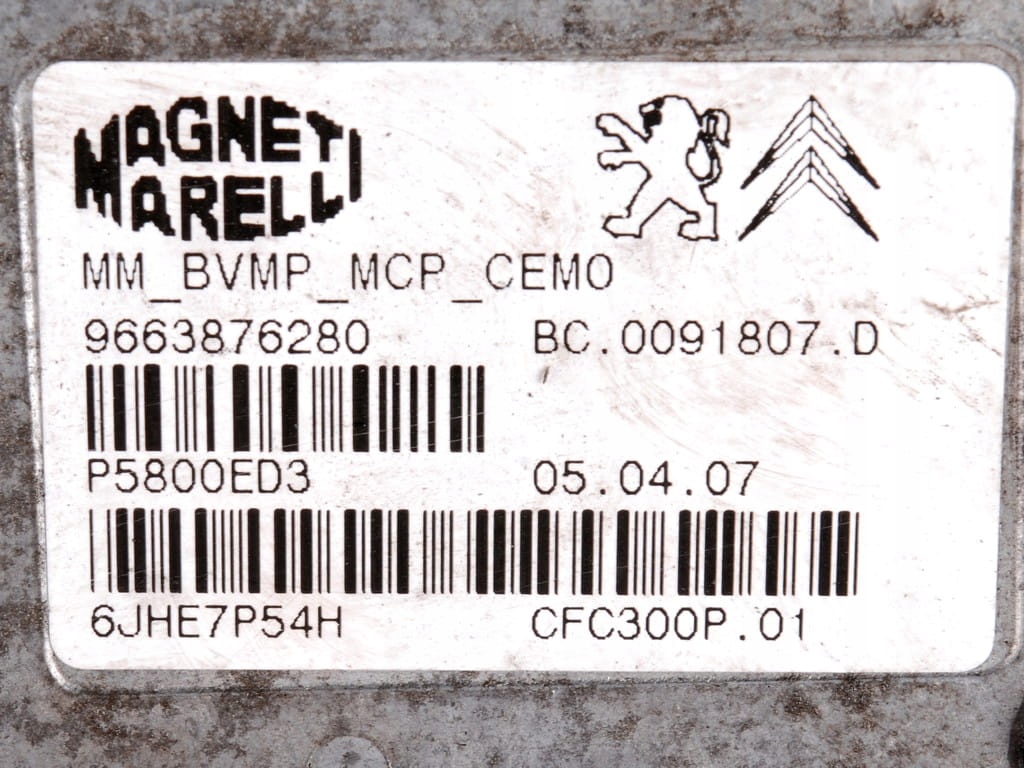 MAGNETI
MARELLI
MM_BVMP_MCP_CEMO
9663876280 BC.0091807.D
P5800ED3 05.04.07
6JHE7P54H CFC300P.01